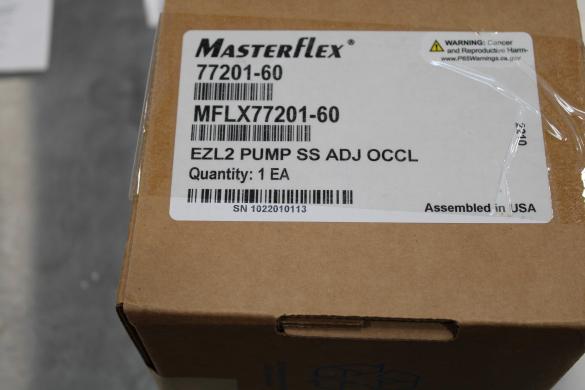 MASTERFLEX®
77201-60
MFLX77201-60
EZL2 PUMP SS ADJ OCCL
Quantity: 1 EA
SN 1022010113
Assembled in USA
WARNING: Cancer
and Reproductive Harm-
www.P65Warnings.ca.gov